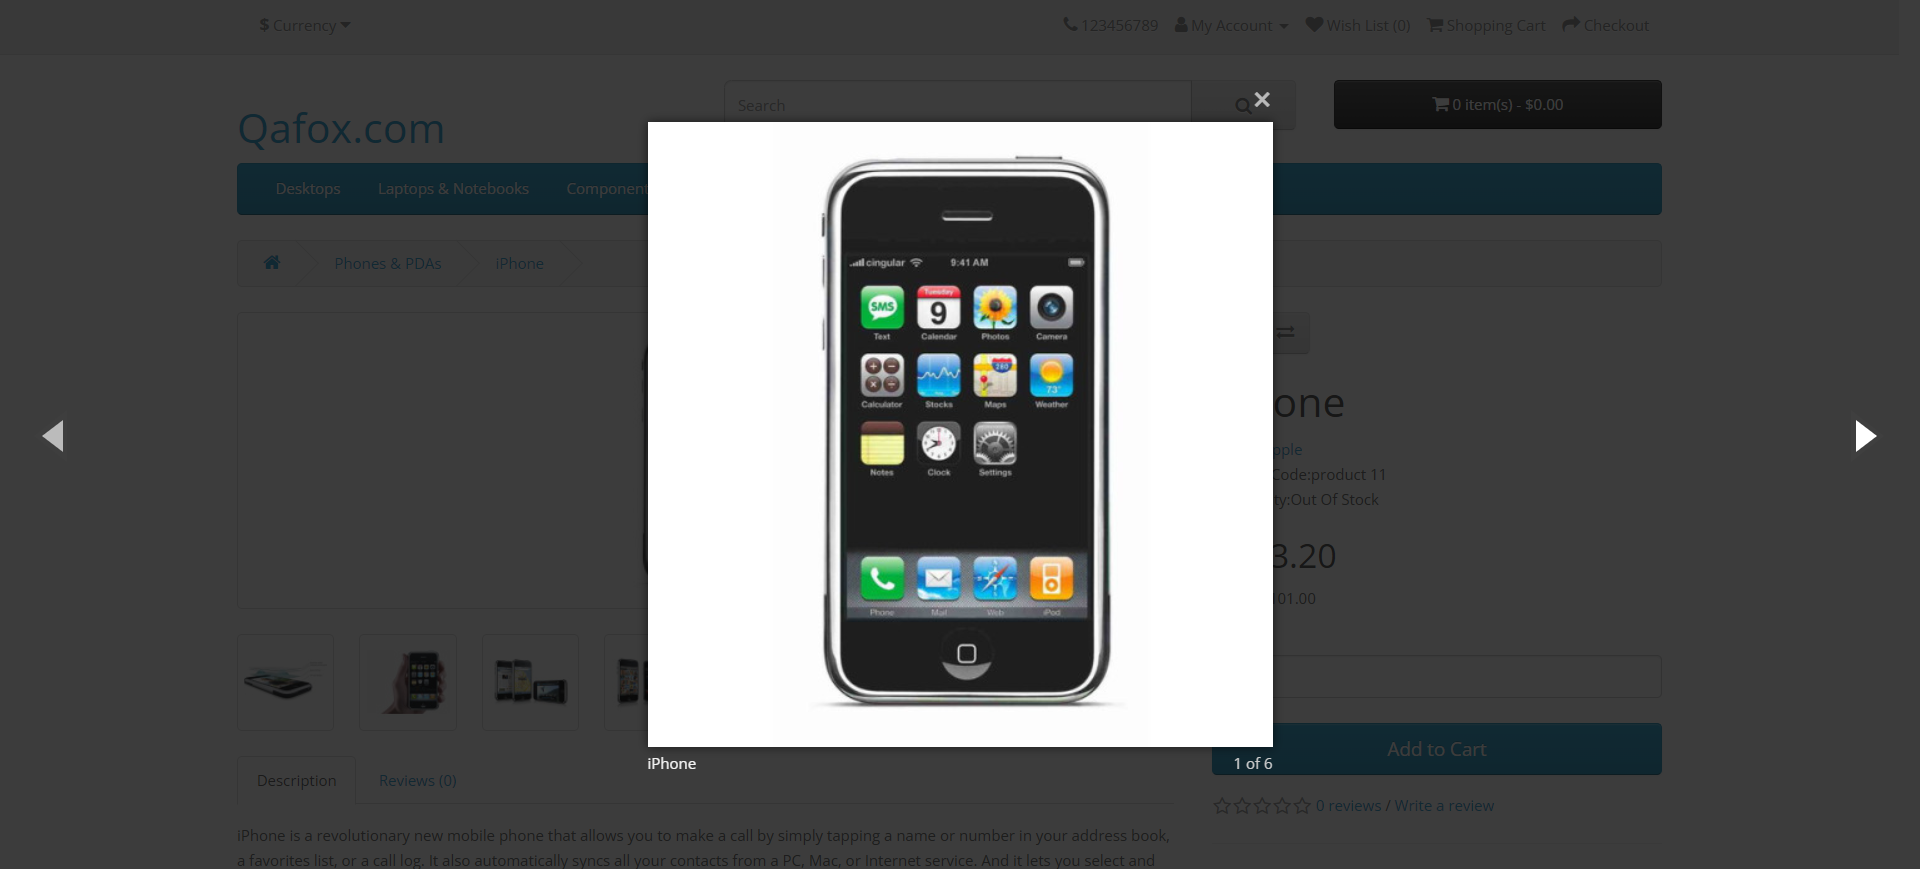 $ Currency
123456789 My Account Wish List (0) Shopping Cart Checkout
Qafox.com
Search
0 item(s) - $0.00
Desktops Laptops & Notebooks Component
Phones & PDAs iPhone
cingular 9:41 AM
SMS Tuesday 9 280 73°
Text Calendar Photos Camera
Calculator Stocks Maps Weather
Notes Clock Settings
Phone Mail Web iPod
one
pple
Code:product 11
ty:Out Of Stock
3.20
101.00
Add to Cart
iPhone 1 of 6
Description Reviews (0)
0 reviews / Write a review
iPhone is a revolutionary new mobile phone that allows you to make a call by simply tapping a name or number in your address book,
a favorites list, or a call log. It also automatically syncs all your contacts from a PC, Mac, or Internet service. And it lets you select and